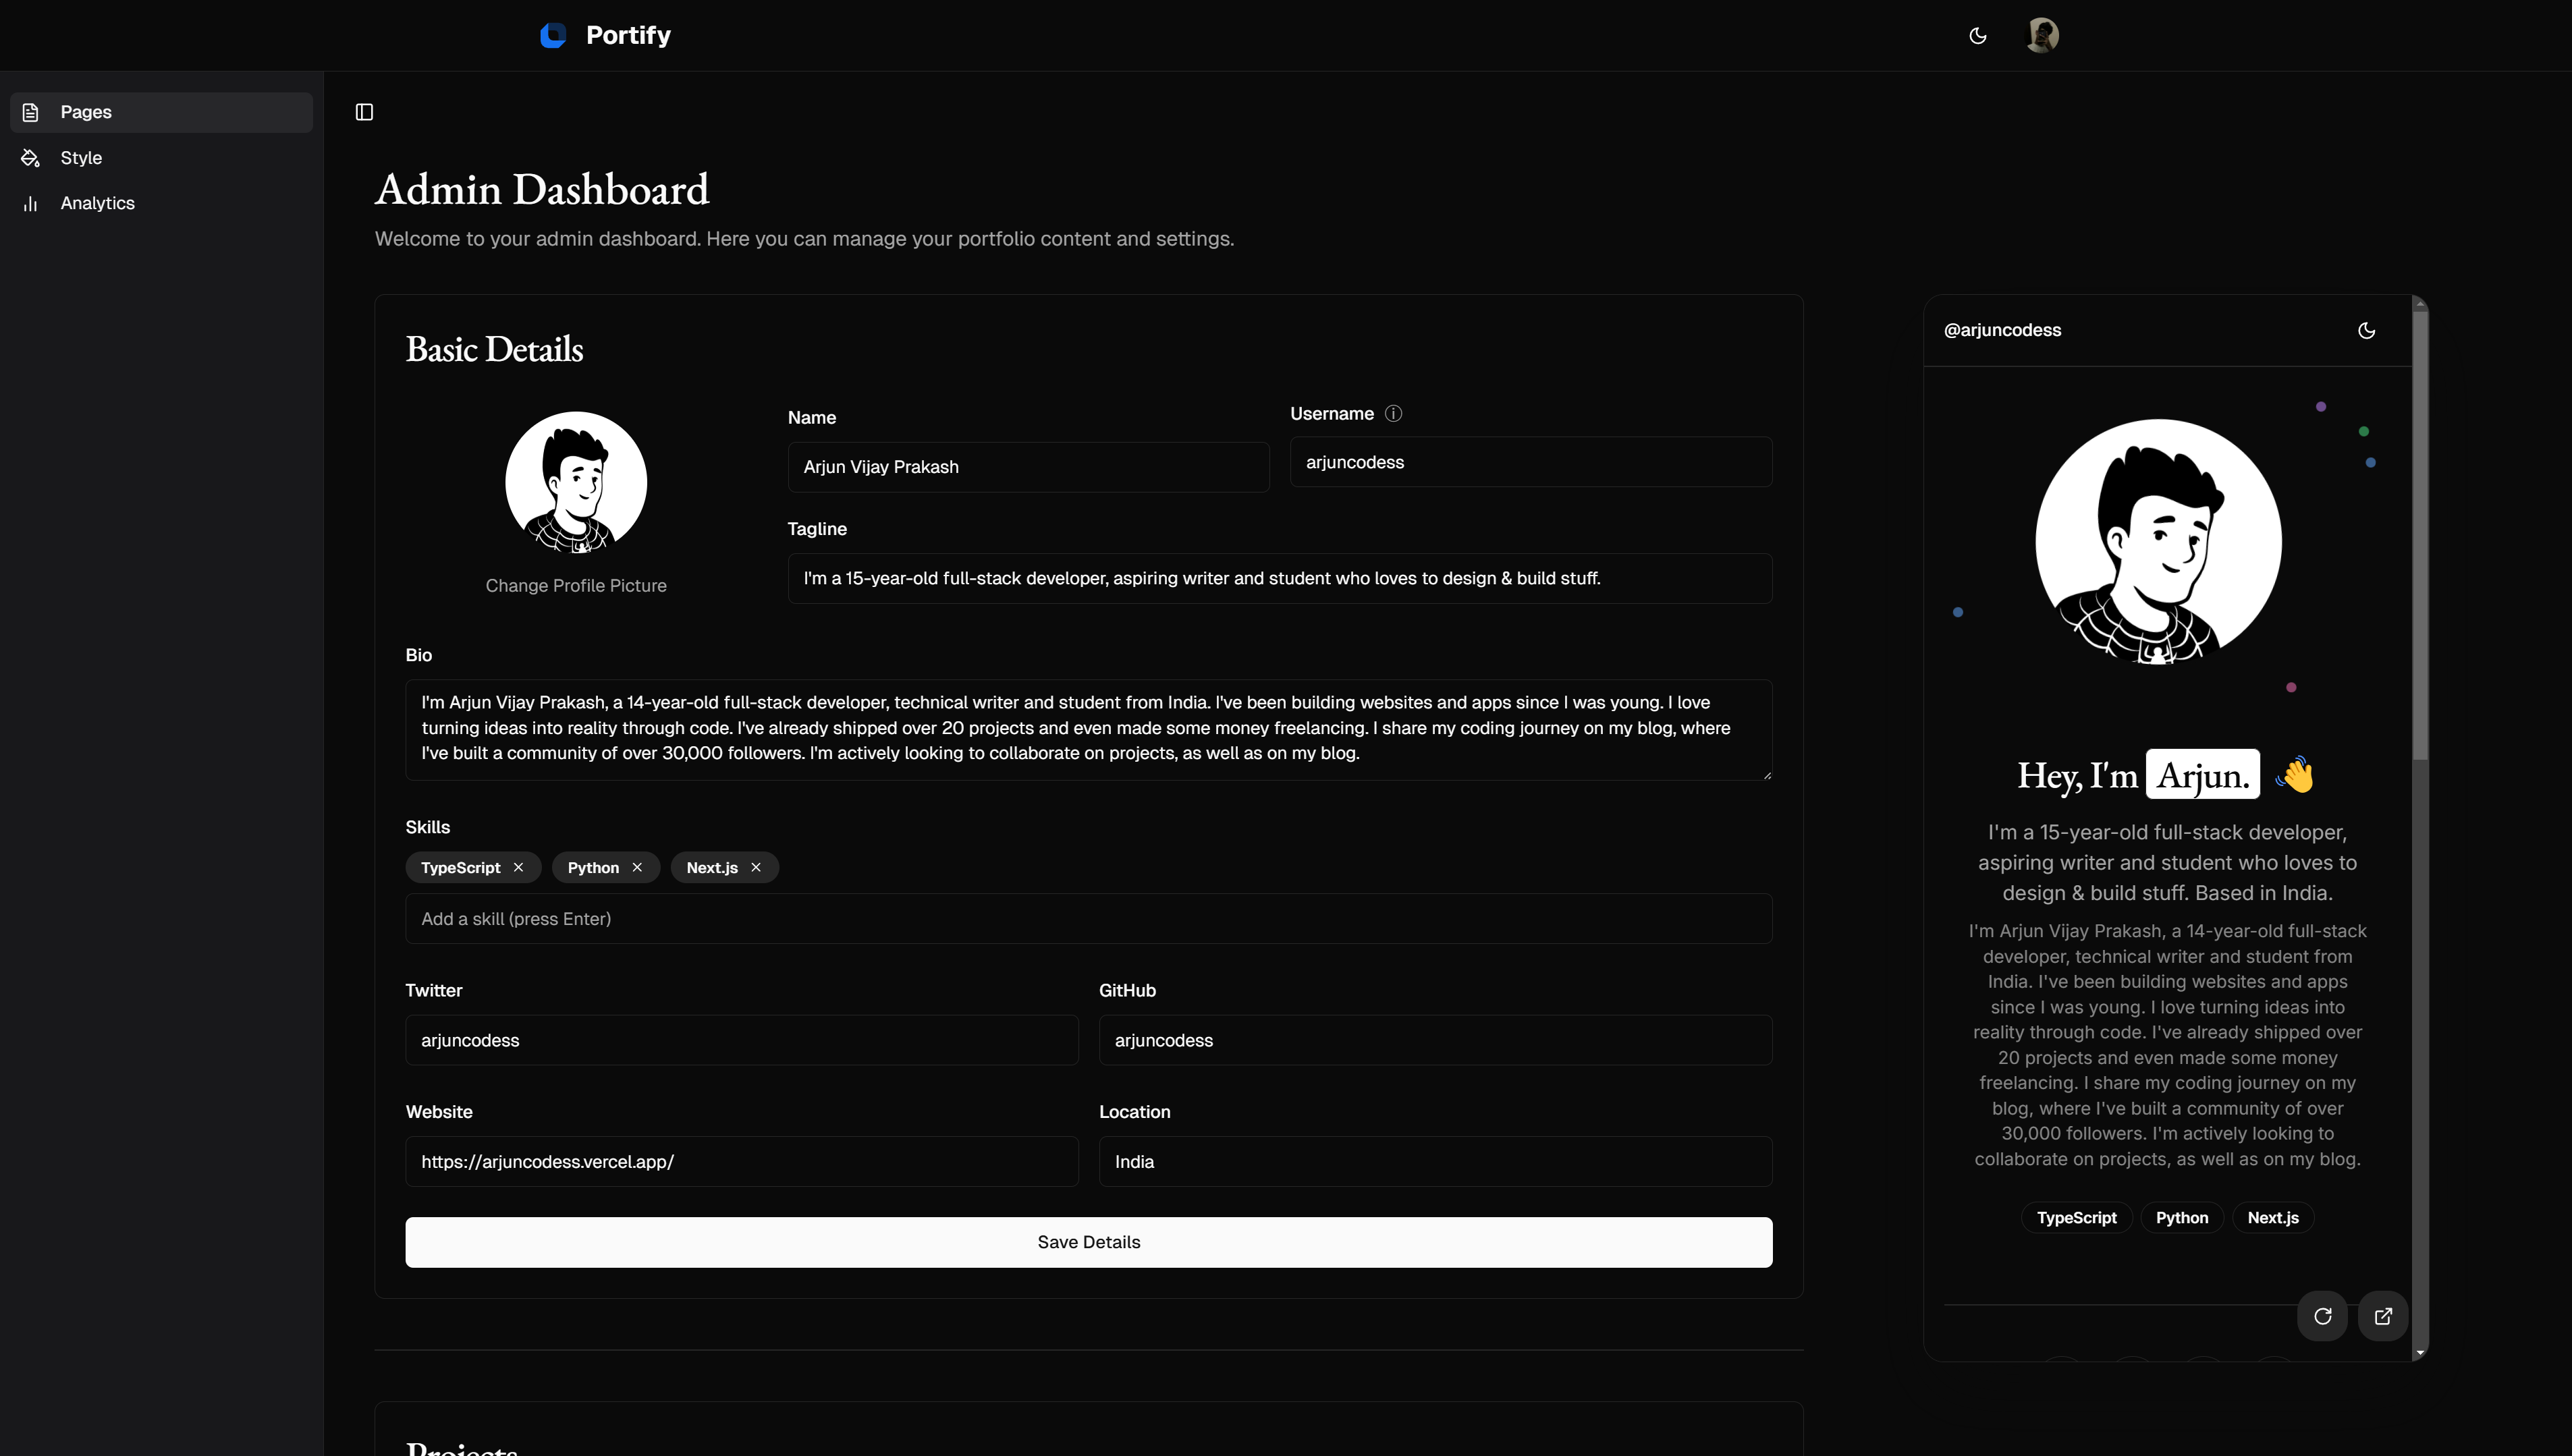 Portify
Pages
Style
Analytics
Admin Dashboard
Welcome to your admin dashboard. Here you can manage your portfolio content and settings.
Basic Details
Change Profile Picture
Name
Arjun Vijay Prakash
Username
arjuncodess
Tagline
I'm a 15-year-old full-stack developer, aspiring writer and student who loves to design & build stuff.
Bio
I'm Arjun Vijay Prakash, a 14-year-old full-stack developer, technical writer and student from India. I've been building websites and apps since I was young. I love
turning ideas into reality through code. I've already shipped over 20 projects and even made some money freelancing. I share my coding journey on my blog, where
I've built a community of over 30,000 followers. I'm actively looking to collaborate on projects, as well as on my blog.
Skills
TypeScript Python Next.js
Add a skill (press Enter)
Twitter
arjuncodess
GitHub
arjuncodess
Website
https://arjuncodess.vercel.app/
Location
India
Save Details
Projects
@arjuncodess
Hey, I'm Arjun. 👋
I'm a 15-year-old full-stack developer,
aspiring writer and student who loves to
design & build stuff. Based in India.
I'm Arjun Vijay Prakash, a 14-year-old full-stack
developer, technical writer and student from
India. I've been building websites and apps
since I was young. I love turning ideas into
reality through code. I've already shipped over
20 projects and even made some money
freelancing. I share my coding journey on my
blog, where I've built a community of over
30,000 followers. I'm actively looking to
collaborate on projects, as well as on my blog.
TypeScript Python Next.js